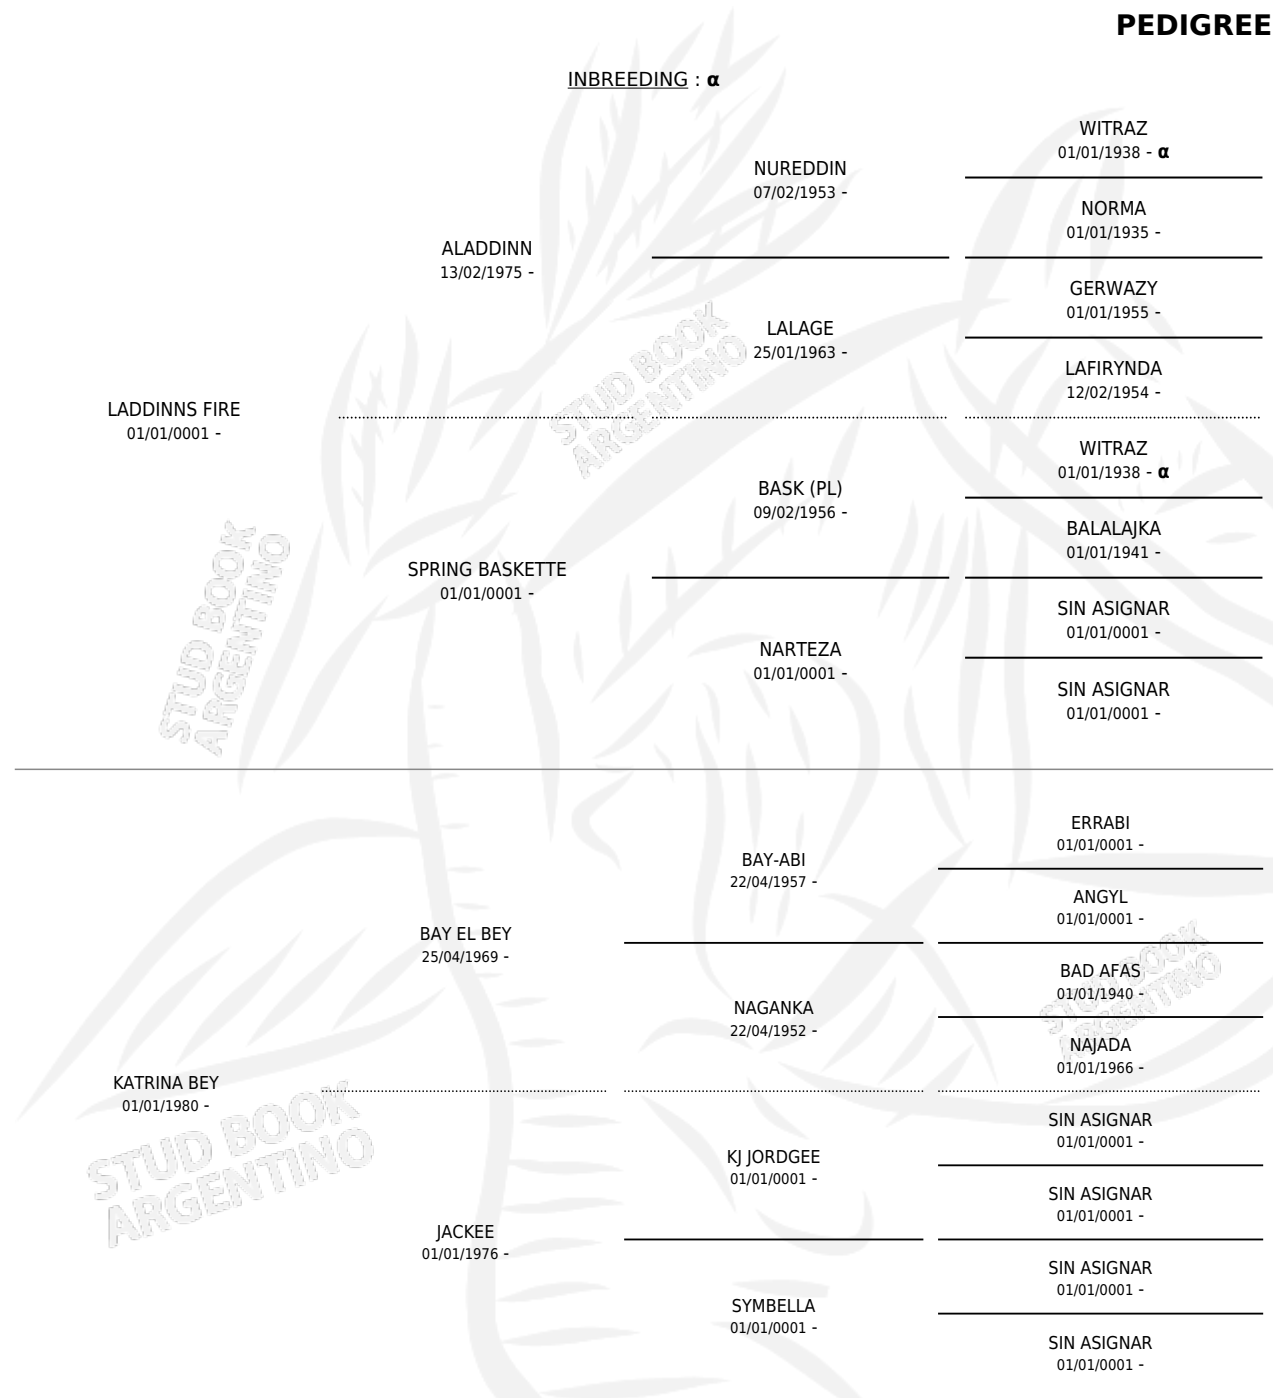 PEDIGREE
INBREEDING : α
WITRAZ
01/01/1938 - α
NUREDDIN
07/02/1953 -
NORMA
01/01/1935 -
ALADDINN
13/02/1975 -
GERWAZY
01/01/1955 -
LALAGE
25/01/1963 -
LAFIRYNDA
12/02/1954 -
LADDINNS FIRE
01/01/0001 -
WITRAZ
01/01/1938 - α
BASK (PL)
09/02/1956 -
BALALAJKA
01/01/1941 -
SPRING BASKETTE
01/01/0001 -
SIN ASIGNAR
01/01/0001 -
NARTEZA
01/01/0001 -
SIN ASIGNAR
01/01/0001 -
ERRABI
01/01/0001 -
BAY-ABI
22/04/1957 -
ANGYL
01/01/0001 -
BAY EL BEY
25/04/1969 -
BAD AFAS
01/01/1940 -
NAGANKA
22/04/1952 -
NAJADA
01/01/1966 -
KATRINA BEY
01/01/1980 -
SIN ASIGNAR
01/01/0001 -
KJ JORDGEE
01/01/0001 -
SIN ASIGNAR
01/01/0001 -
JACKEE
01/01/1976 -
SIN ASIGNAR
01/01/0001 -
SYMBELLA
01/01/0001 -
SIN ASIGNAR
01/01/0001 -
STUD BOOK
ARGENTINO
STUD BOOK
ARGENTINO
STUD BOOK
ARGENTINO
STUD BOOK
ARGENTINO